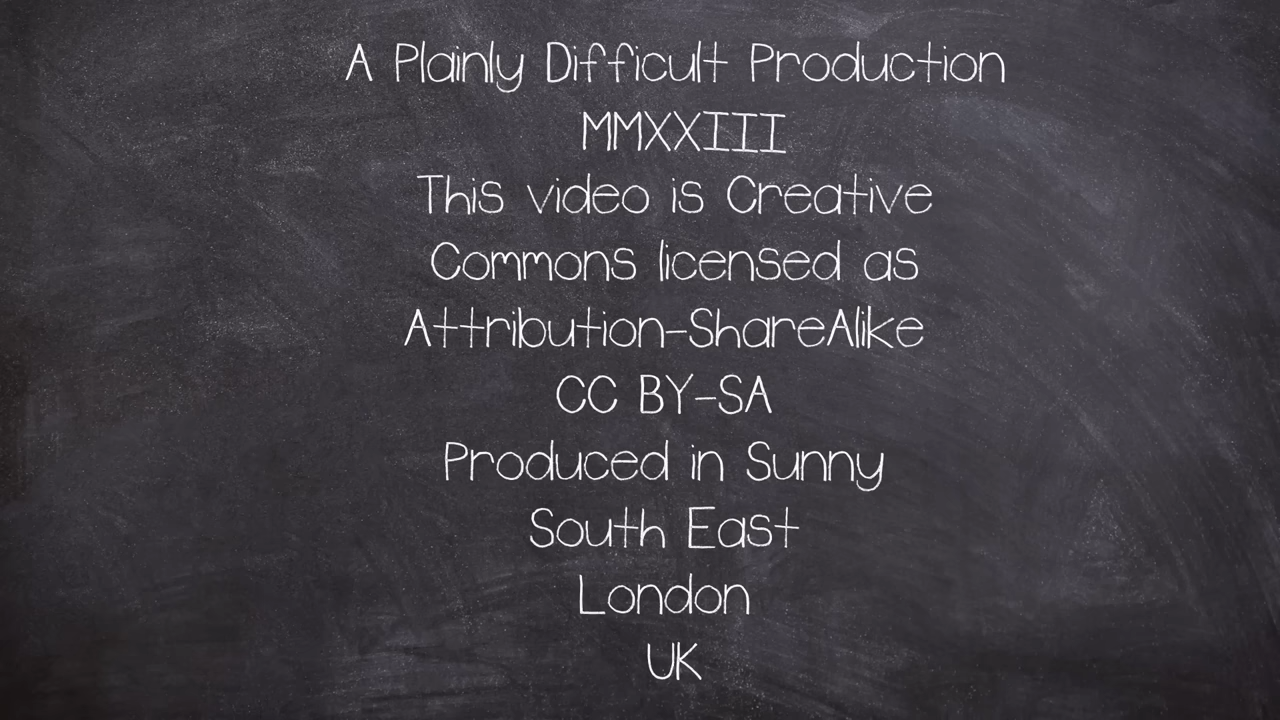 A Plainly Difficult Production
MMXXIII
This video is Creative
Commons licensed as
Attribution-ShareAlike
CC BY-SA
Produced in Sunny
South East
London
UK